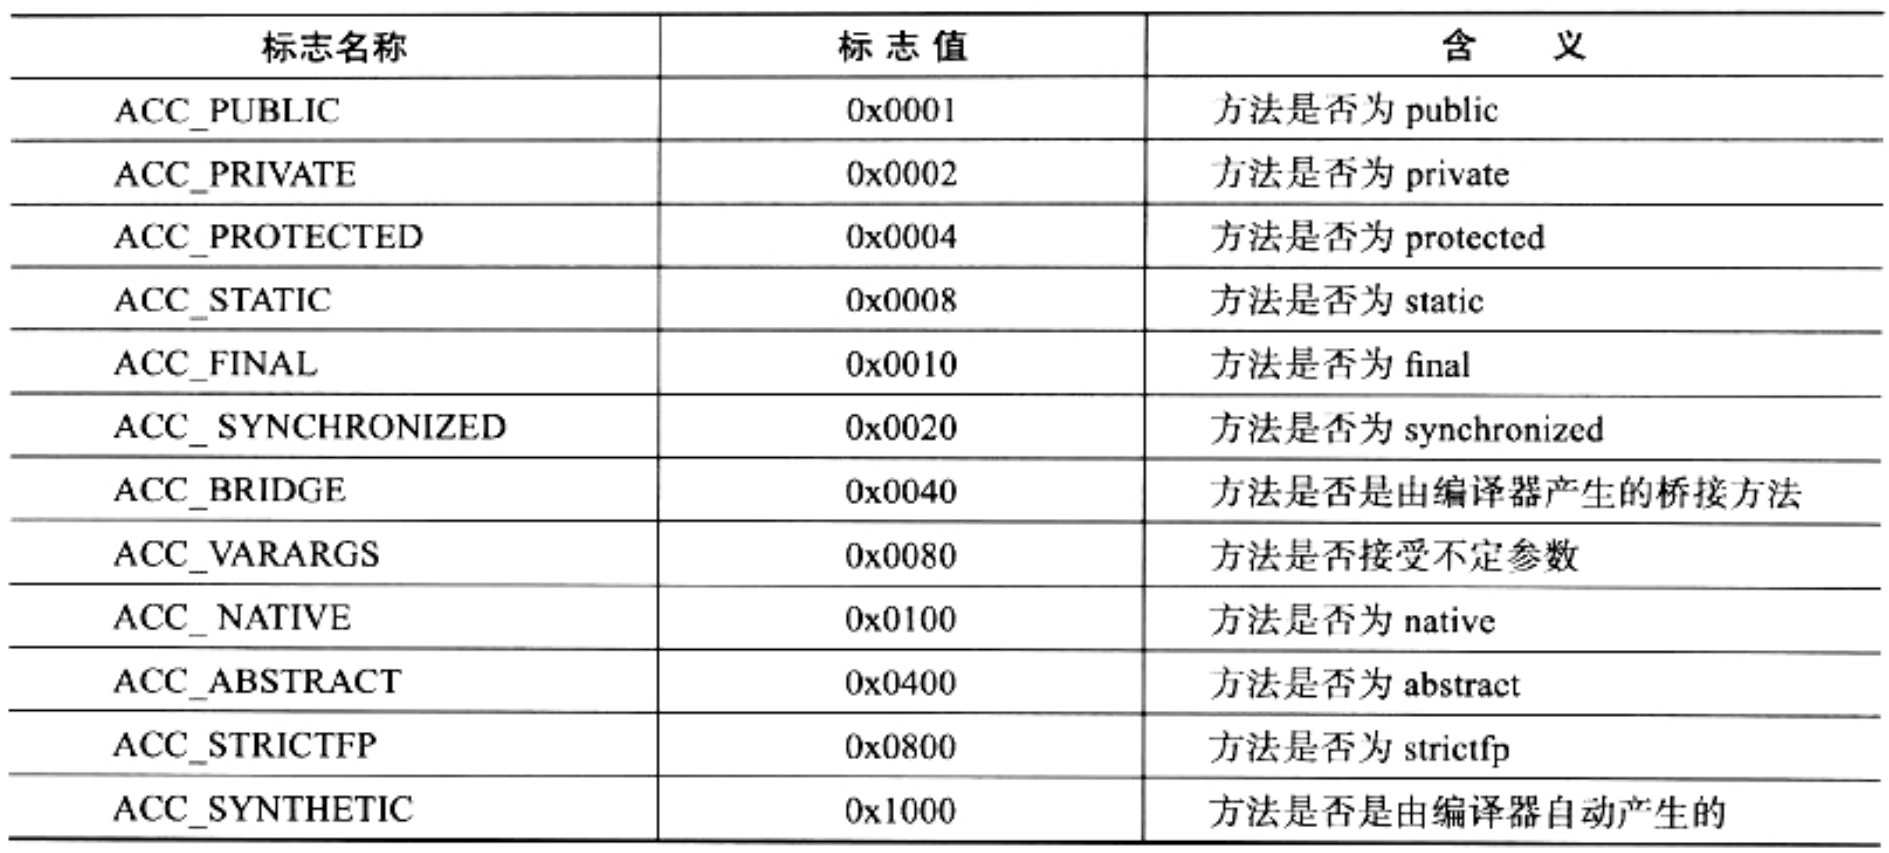 标志名称 标志值 含义
ACC_PUBLIC 0x0001 方法是否为 public
ACC_PRIVATE 0x0002 方法是否为 private
ACC_PROTECTED 0x0004 方法是否为 protected
ACC_STATIC 0x0008 方法是否为 static
ACC_FINAL 0x0010 方法是否为 final
ACC_ SYNCHRONIZED 0x0020 方法是否为 synchronized
ACC_BRIDGE 0x0040 方法是否是由编译器产生的桥接方法
ACC_VARARGS 0x0080 方法是否接受不定参数
ACC_ NATIVE 0x0100 方法是否为 native
ACC_ABSTRACT 0x0400 方法是否为 abstract
ACC_STRICTFP 0x0800 方法是否为 strictfp
ACC_SYNTHETIC 0x1000 方法是否是由编译器自动产生的